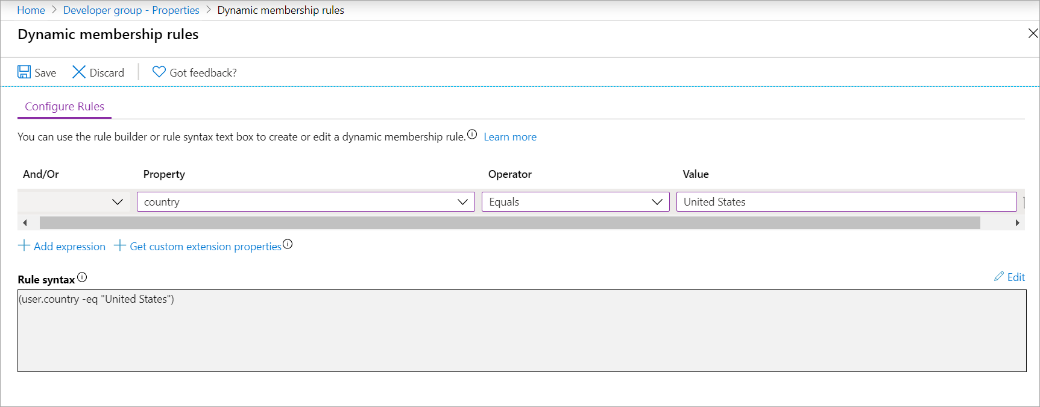 Home > Developer group - Properties > Dynamic membership rules
Dynamic membership rules
Save Discard Got feedback?
Configure Rules
You can use the rule builder or rule syntax text box to create or edit a dynamic membership rule. Learn more
And/Or Property Operator Value
country Equals United States
+ Add expression + Get custom extension properties
Rule syntax Edit
(user.country -eq "United States")